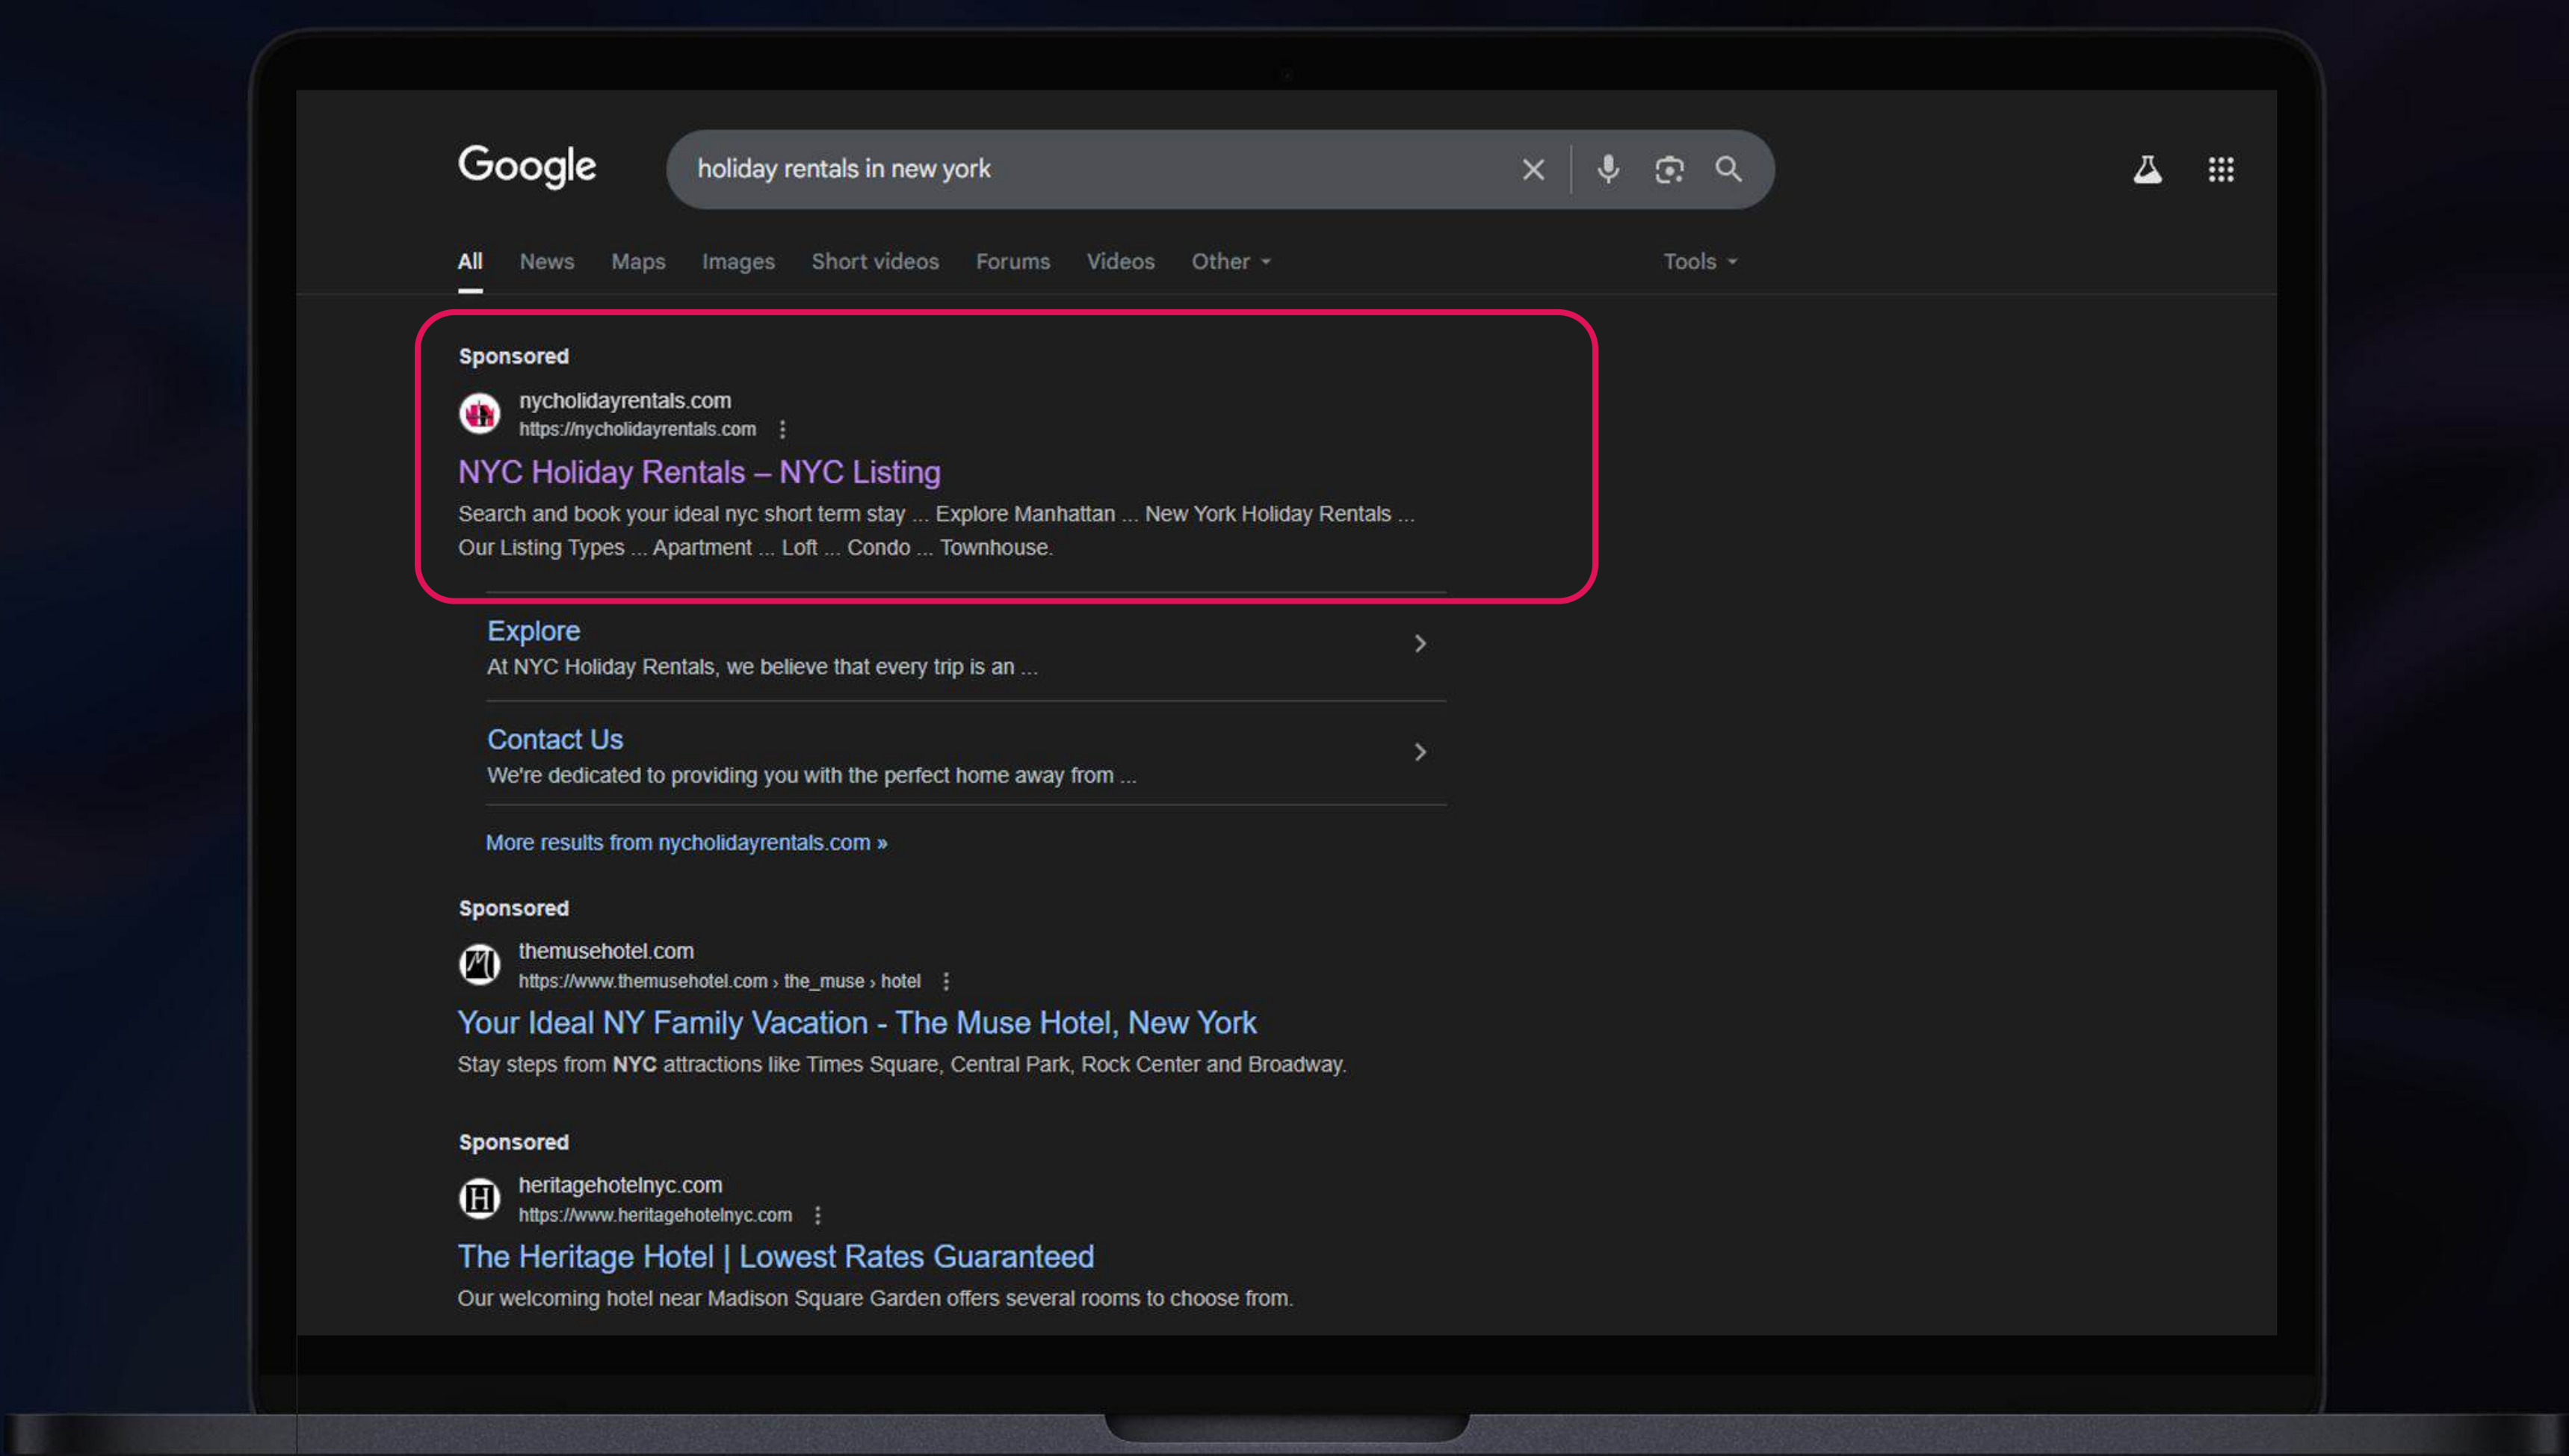 Google
holiday rentals in new york
All News Maps Images Short videos Forums Videos Other Tools
Sponsored
nycholidayrentals.com
https://nycholidayrentals.com
NYC Holiday Rentals – NYC Listing
Search and book your ideal nyc short term stay ... Explore Manhattan ... New York Holiday Rentals ...
Our Listing Types ... Apartment ... Loft ... Condo ... Townhouse.
Explore
At NYC Holiday Rentals, we believe that every trip is an ...
Contact Us
We're dedicated to providing you with the perfect home away from ...
More results from nycholidayrentals.com »
Sponsored
M
themusehotel.com
https://www.themusehotel.com › the_muse › hotel
Your Ideal NY Family Vacation - The Muse Hotel, New York
Stay steps from NYC attractions like Times Square, Central Park, Rock Center and Broadway.
Sponsored
H
heritagehotelnyc.com
https://www.heritagehotelnyc.com
The Heritage Hotel | Lowest Rates Guaranteed
Our welcoming hotel near Madison Square Garden offers several rooms to choose from.